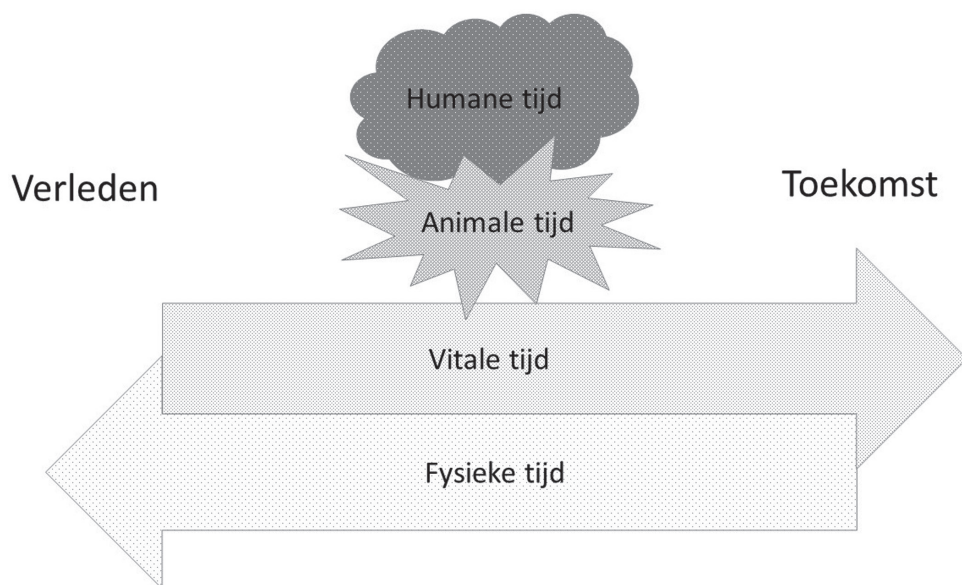 Humane tijd
Verleden
Toekomst
Animale tijd
Vitale tijd
Fysieke tijd